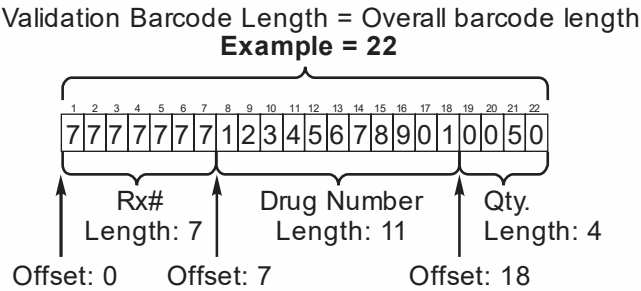 Validation Barcode Length = Overall barcode length
Example = 22
1 2 3 4 5 6 7 8 9 10 11 12 13 14 15 16 17 18 19 20 21 22
7 7 7 7 7 7 7 1 2 3 4 5 6 7 8 9 0 1 0 0 5 0
Rx# Drug Number Qty.
Length: 7 Length: 11 Length: 4
Offset: 0 Offset: 7 Offset: 18